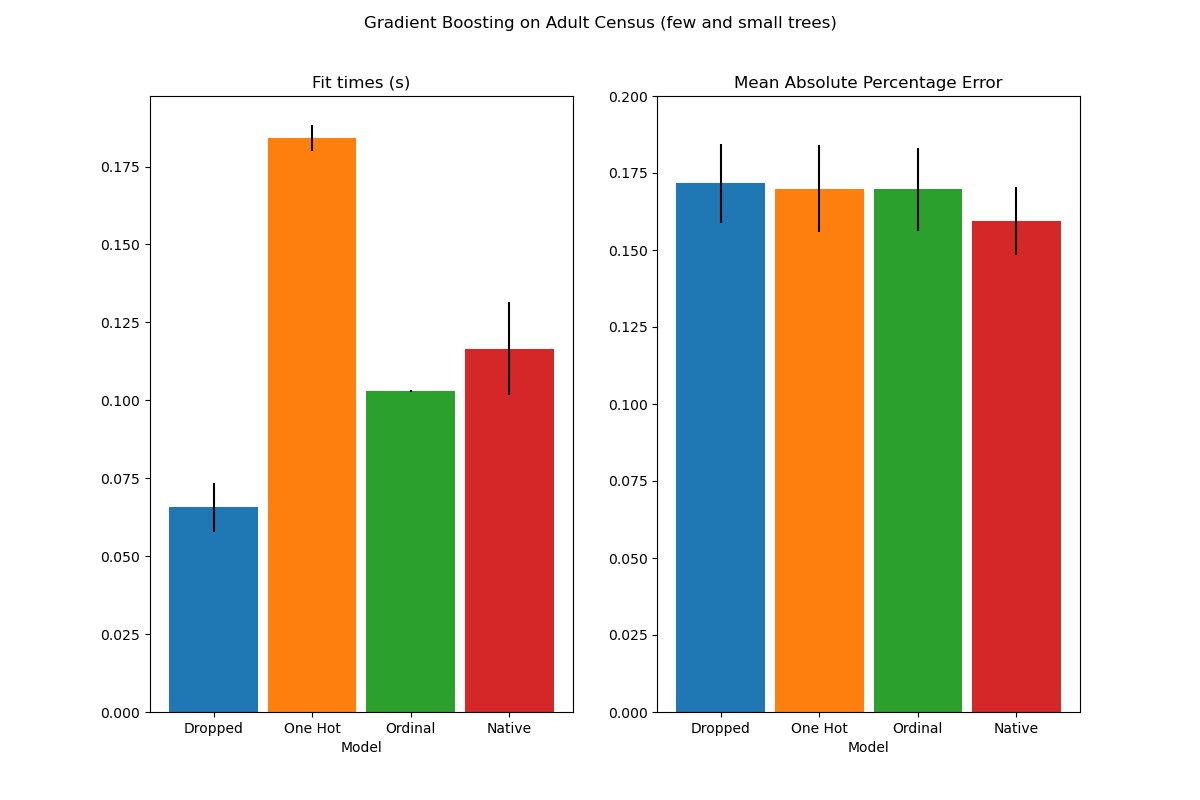 Gradient Boosting on Adult Census (few and small trees)
Fit times (s)
0.175
0.150
0.125
0.100
0.075
0.050
0.025
0.000
Dropped One Hot Ordinal Native
Model
Mean Absolute Percentage Error
0.200
0.175
0.150
0.125
0.100
0.075
0.050
0.025
0.000
Dropped One Hot Ordinal Native
Model